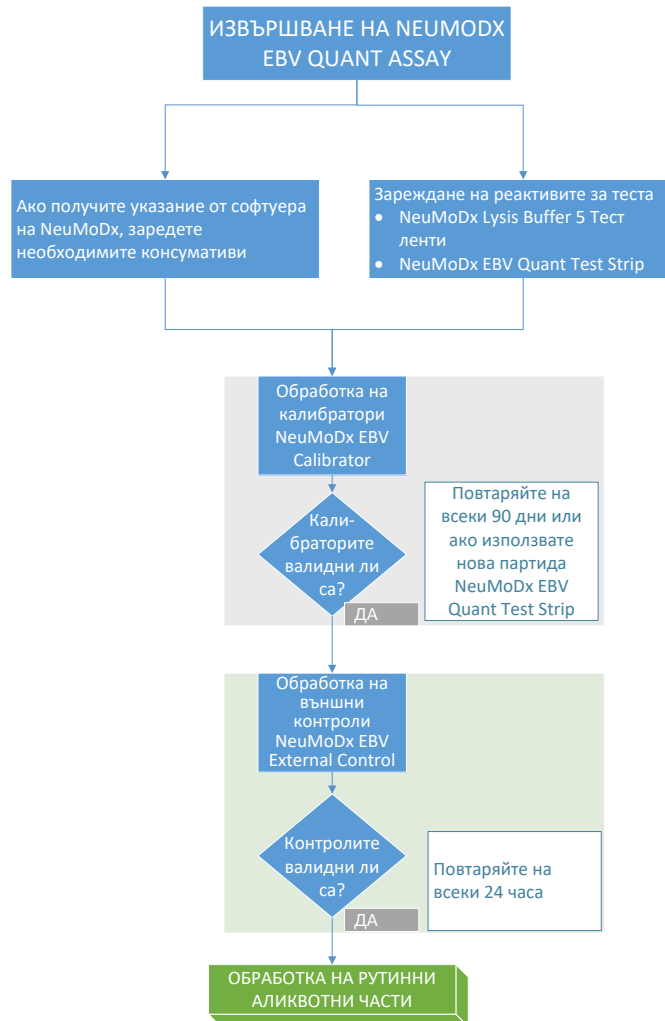 ИЗВЪРШВАНЕ НА NEUMODX
EBV QUANT ASSAY
Ако получите указание от софтуера
на NeuMoDx, заредете
необходимите консумативи
Зареждане на реактивите за теста
• NeuMoDx Lysis Buffer 5 Тест
ленти
• NeuMoDx EBV Quant Test Strip
Обработка на
калибратори
NeuMoDx EBV
Calibrator
Кали-
браторите
валидни ли
са?
ДА
Повтаряйте на
всеки 90 дни или
ако използвате
нова партида
NeuMoDx EBV
Quant Test Strip
Обработка на
външни
контроли
NeuMoDx EBV
External Control
Контролите
валидни ли
са?
ДА
Повтаряйте на
всеки 24 часа
ОБРАБОТКА НА РУТИННИ
АЛИКВОТНИ ЧАСТИ